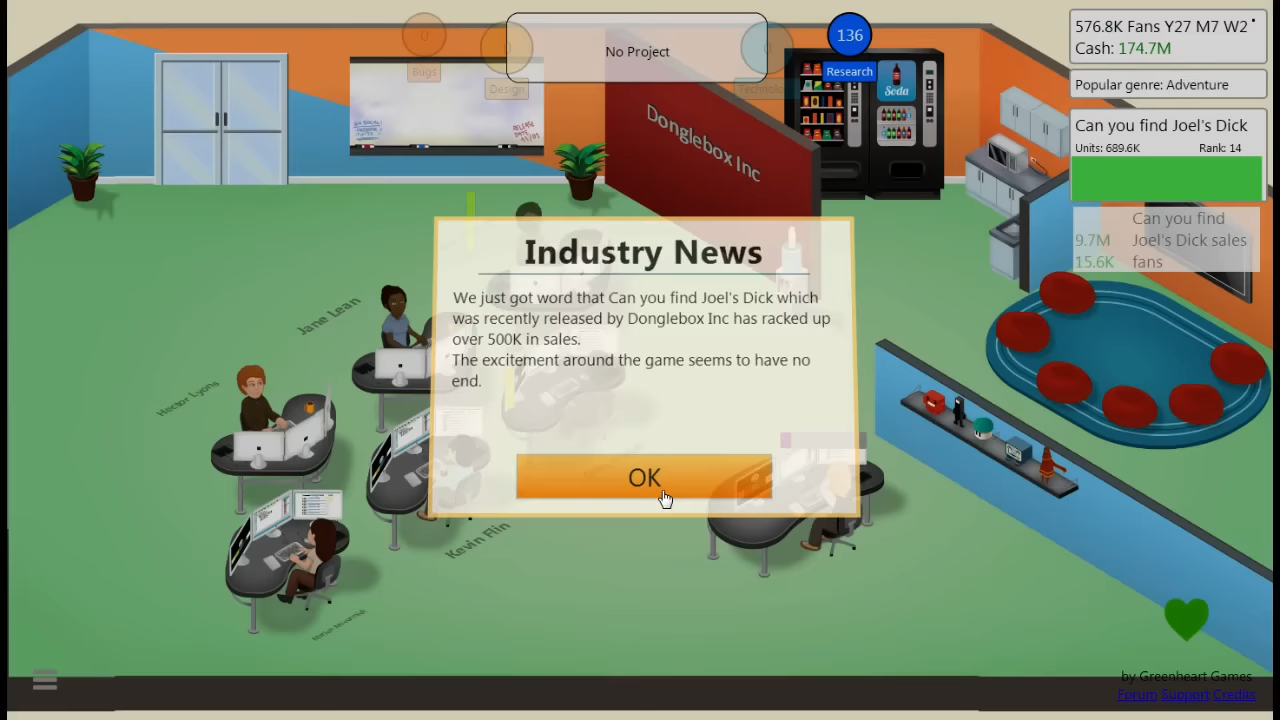 No Project
0
Bugs
Design
136
Research
576.8K Fans Y27 M7 W2
Cash: 174.7M
Popular genre: Adventure
Can you find Joel's Dick
Units: 689.6K
Rank: 14
Can you find
9.7M
Joel's Dick sales
15.6K
fans
Soda
RELEASE
Donglebox Inc
Jane Lean
Hector Lyons
Kevin Flin
Industry News
We just got word that Can you find Joel's Dick which
was recently released by Donglebox Inc has racked up
over 500K in sales.
The excitement around the game seems to have no
end.
OK
by Greenheart Games
Forum Support Credits